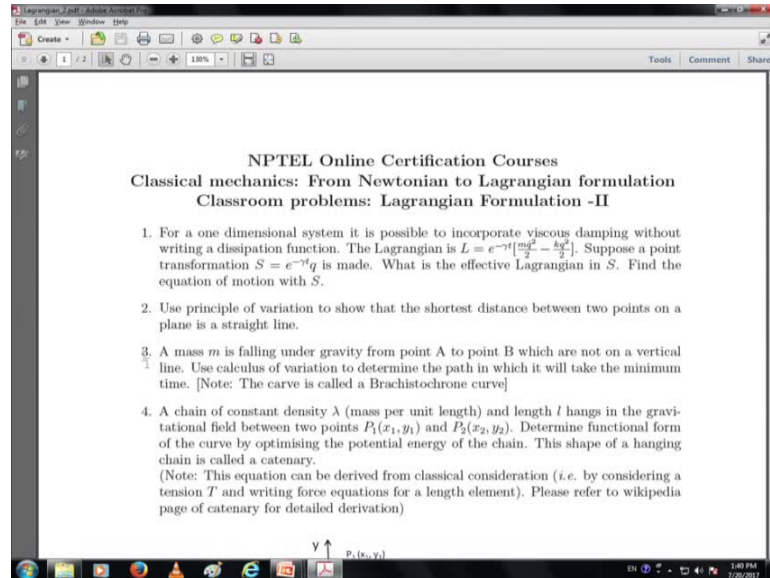 Lagrangian_2.pdf - Adobe Acrobat Pro
File Edit View Window Help
Create
1 / 2 130% Tools Comment Share
NPTEL Online Certification Courses
Classical mechanics: From Newtonian to Lagrangian formulation
Classroom problems: Lagrangian Formulation -II
1. For a one dimensional system it is possible to incorporate viscous damping without
writing a dissipation function. The Lagrangian is L = e^{-γt}[mq̇²/2 − kq²/2]. Suppose a point
transformation S = e^{-γt}q is made. What is the effective Lagrangian in S. Find the
equation of motion with S.
2. Use principle of variation to show that the shortest distance between two points on a
plane is a straight line.
3. A mass m is falling under gravity from point A to point B which are not on a vertical
line. Use calculus of variation to determine the path in which it will take the minimum
time. [Note: The carve is called a Brachistochrone curve]
4. A chain of constant density λ (mass per unit length) and length l hangs in the gravi-
tational field between two points P₁(x₁, y₁) and P₂(x₂, y₂). Determine functional form
of the curve by optimising the potential energy of the chain. This shape of a hanging
chain is called a catenary.
(Note: This equation can be derived from classical consideration (i.e. by considering a
tension T and writing force equations for a length element). Please refer to wikipedia
page of catenary for detailed derivation)
y P₁ (x₁, y₁)
EN 1:40 PM
7/20/2017